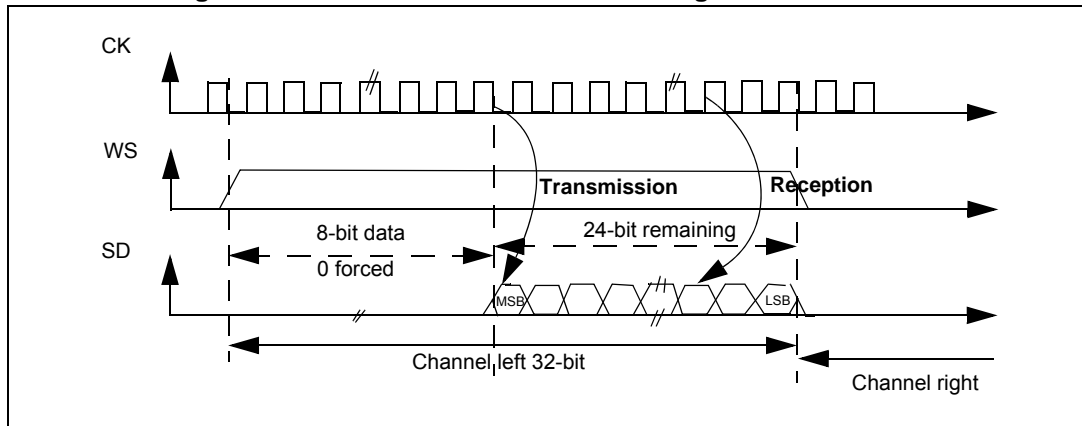 CK
WS
Transmission
Reception
8-bit data
0 forced
24-bit remaining
SD
MSB
LSB
Channel left 32-bit
Channel right